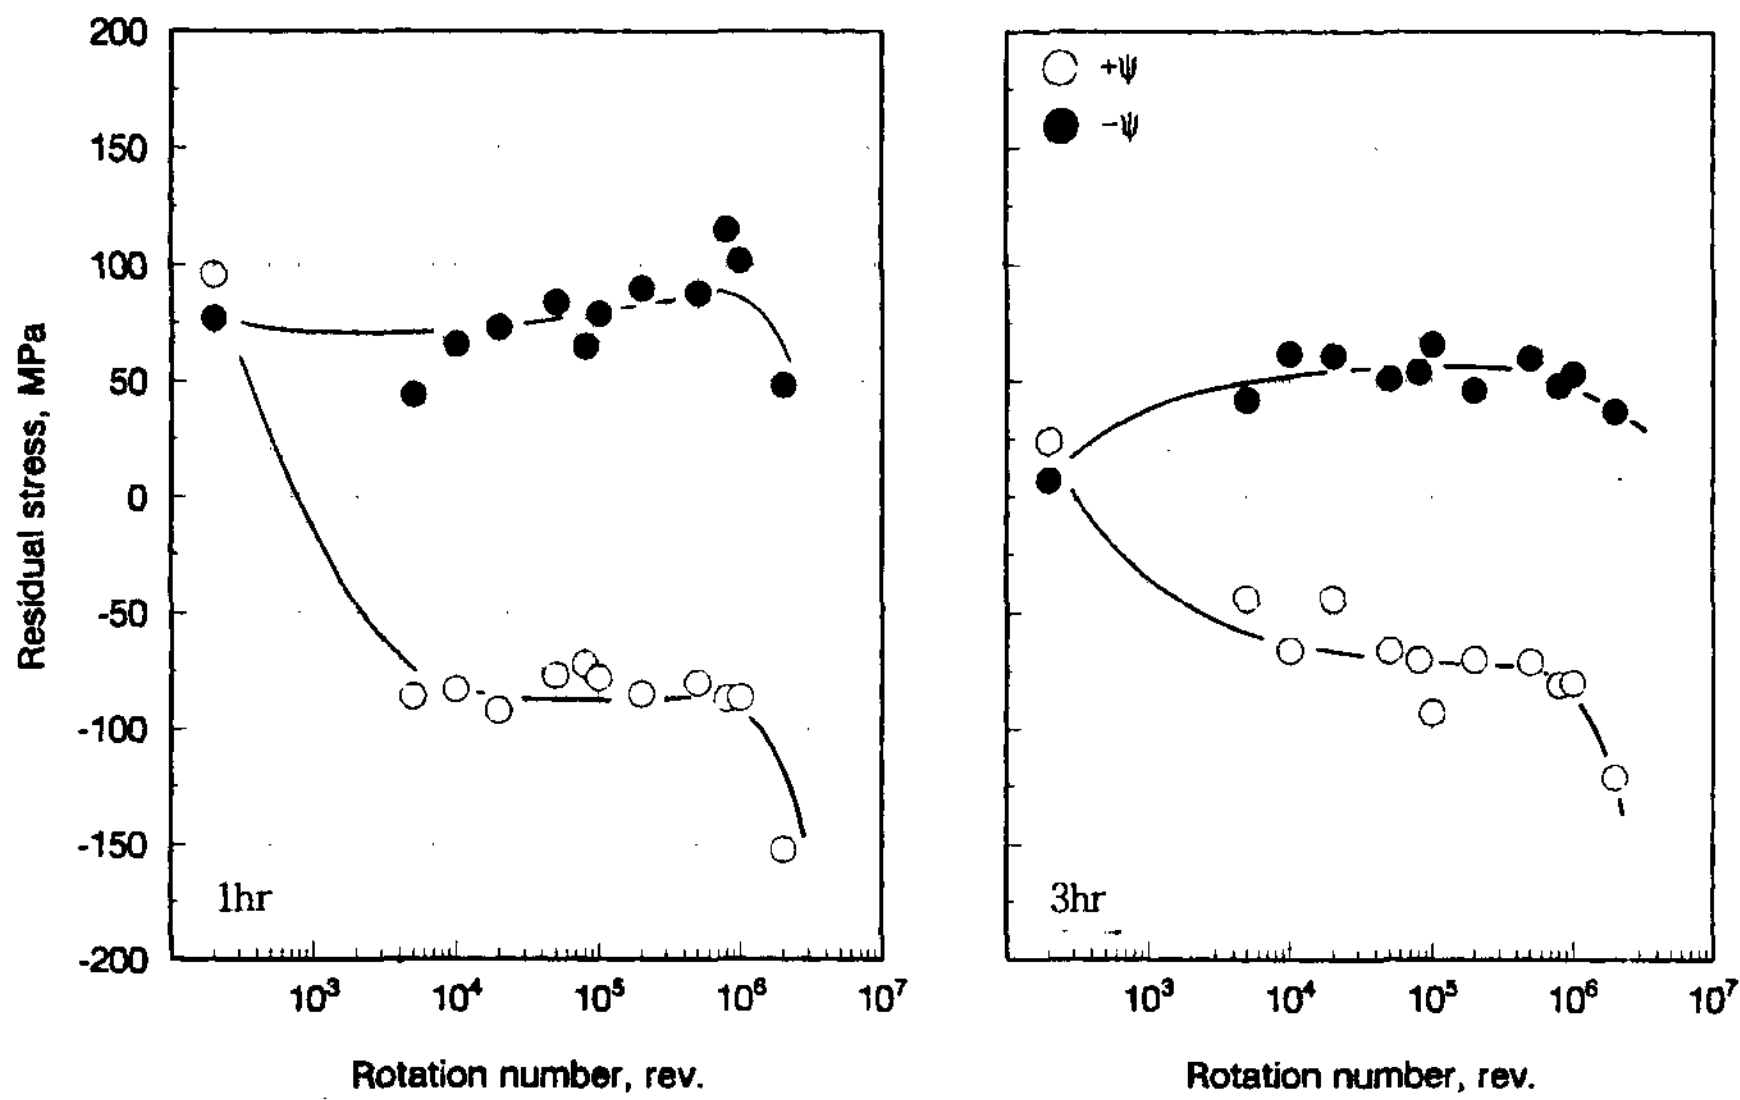 Residual stress, MPa
200
150
100
50
0
-50
-100
-150
-200
1hr
10³ 10⁴ 10⁵ 10⁶ 10⁷
Rotation number, rev.
+ψ
-ψ
3hr
10³ 10⁴ 10⁵ 10⁶ 10⁷
Rotation number, rev.